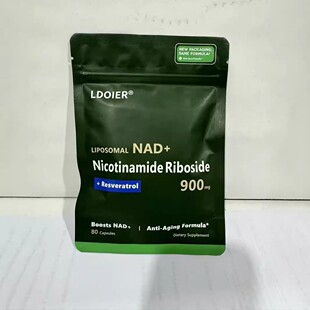 NEW PACKAGING
SAME FORMULA!
LDOIER®
LIPOSOMAL NAD+
Nicotinamide Riboside
+ Resveratrol
900mg
Boosts NAD+ | Anti-Aging Formula*
80 Capsules
Dietary Supplement